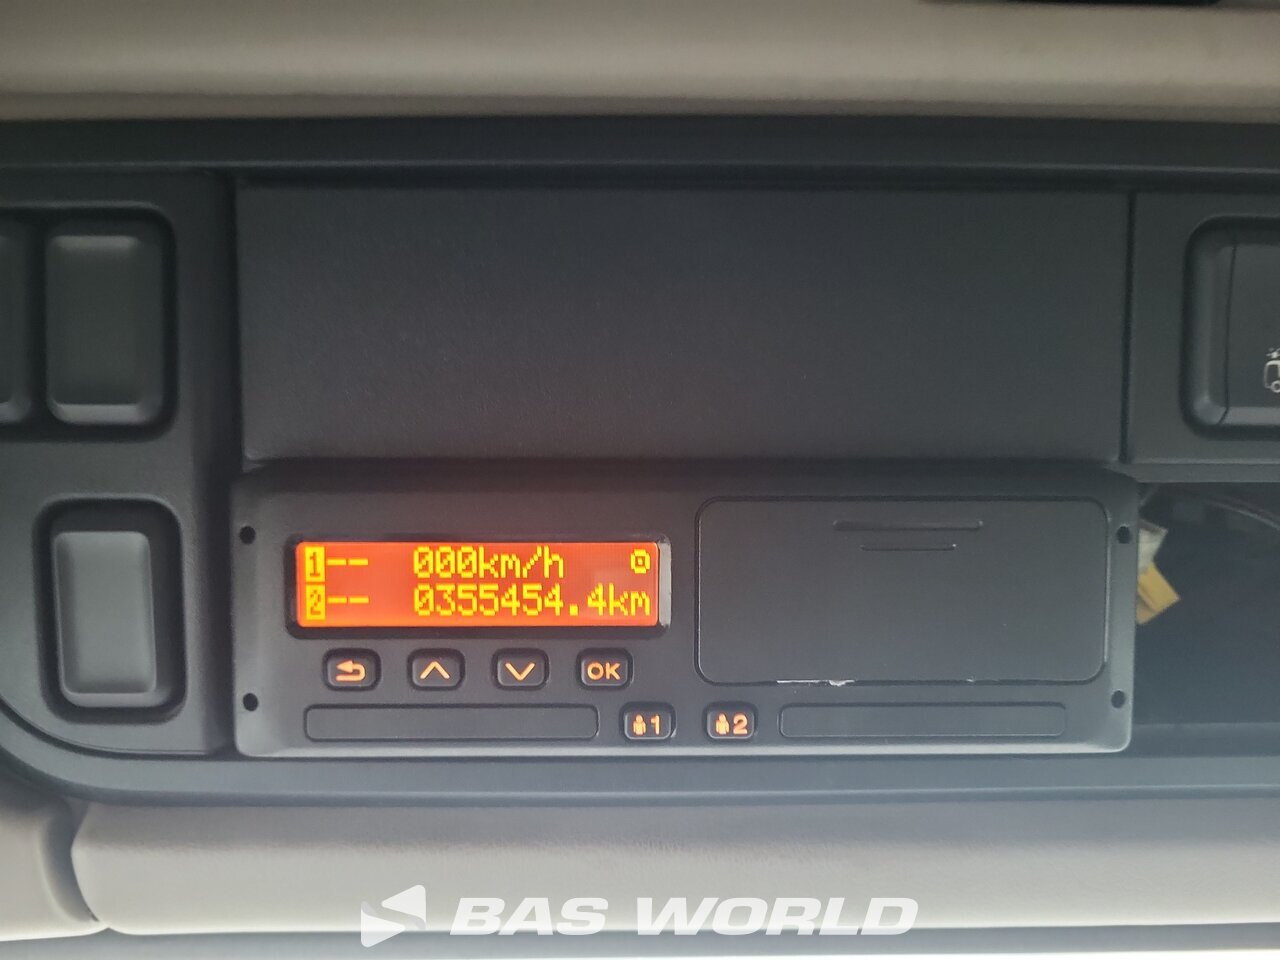 1-- 000km/h
2-- 0355454.4km
OK
1 2
BAS WORLD